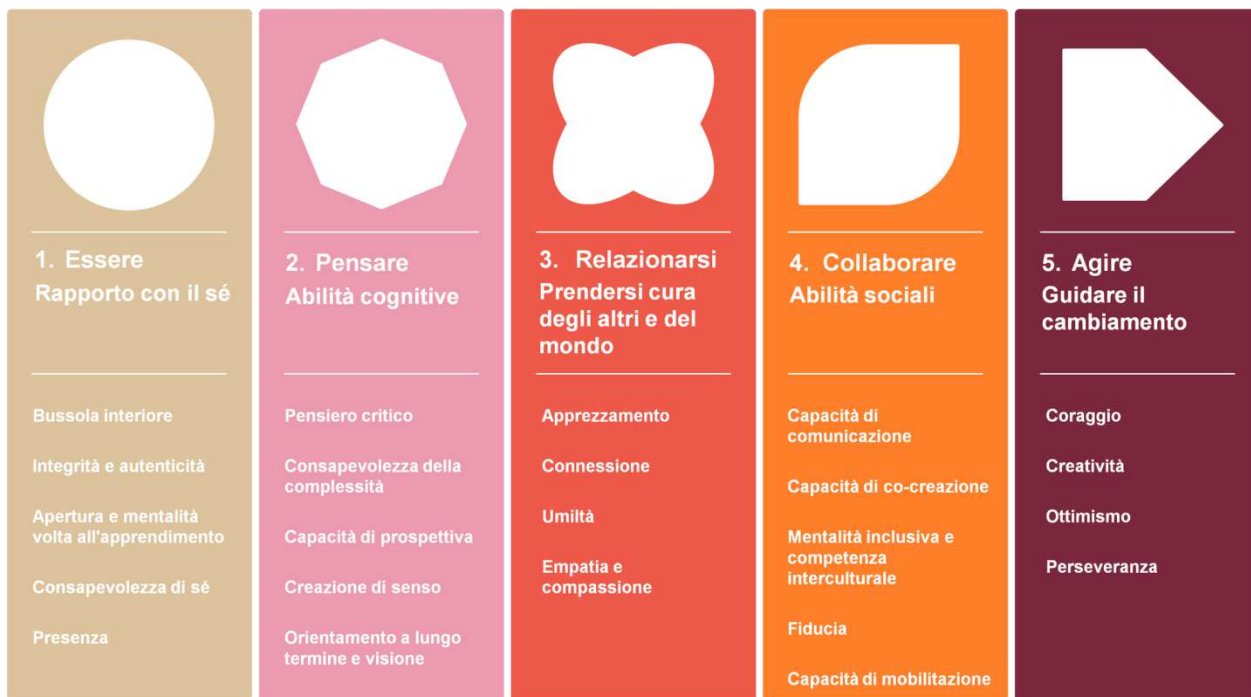 1. Essere
Rapporto con il sé
Bussola interiore
Integrità e autenticità
Apertura e mentalità
volta all'apprendimento
Consapevolezza di sé
Presenza
2. Pensare
Abilità cognitive
Pensiero critico
Consapevolezza della
complessità
Capacità di prospettiva
Creazione di senso
Orientamento a lungo
termine e visione
3. Relazionarsi
Prendersi cura
degli altri e del
mondo
Apprezzamento
Connessione
Umiltà
Empatia e
compassione
4. Collaborare
Abilità sociali
Capacità di
comunicazione
Capacità di co-creazione
Mentalità inclusiva e
competenza
interculturale
Fiducia
Capacità di mobilitazione
5. Agire
Guidare il
cambiamento
Coraggio
Creatività
Ottimismo
Perseveranza